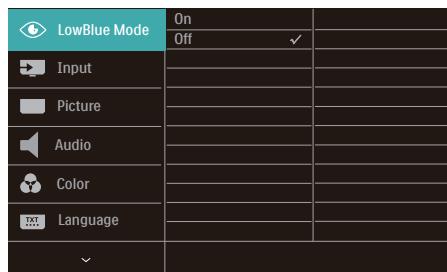 LowBlue Mode
On
Off
Input
Picture
Audio
Color
TXT
Language